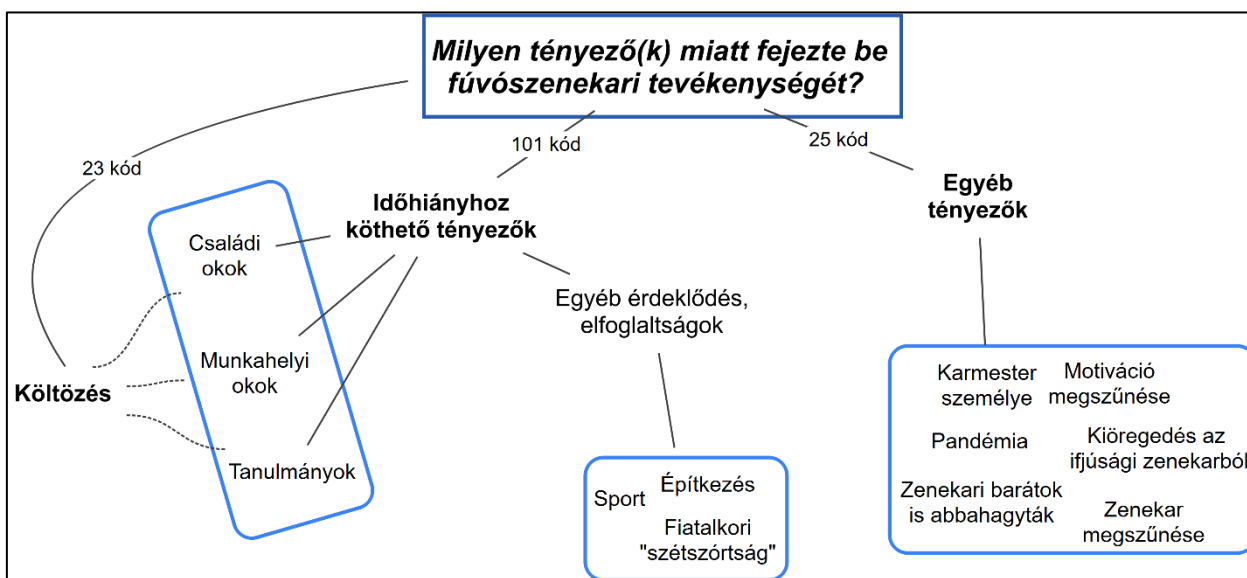 Milyen tényező(k) miatt fejezte be
fúvószenekari tevékenységét?
23 kód
101 kód
25 kód
Időhiányhoz
köthető tényezők
Egyéb
tényezők
Családi
okok
Munkahelyi
okok
Tanulmányok
Költözés
Egyéb érdeklődés,
elfoglaltságok
Sport
Építkezés
Fiatalkori
"szétszórtság"
Karmester
személye
Motiváció
megszűnése
Pandémia
Kiöregedés az
ifjúsági zenekarból
Zenekari barátok
is abbahagyták
Zenekar
megszűnése